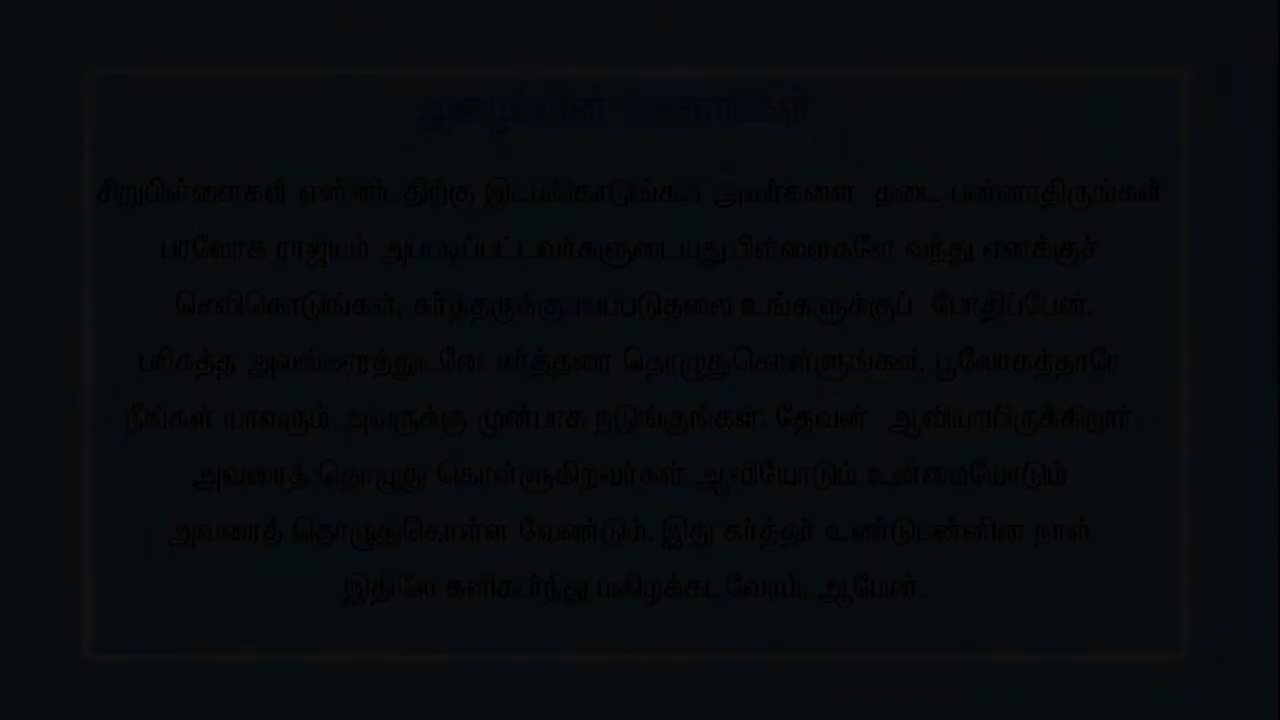 அழைப்பின் வசனங்கள்
சிறுபிள்ளைகள் என்னிடதிற்கு இடங்கொடுங்கள் அவர்களை தடை பண்ணாதிருங்கள்
பரலோக ராஜ்யம் அப்படிப்பட்டவர்களுடையது பிள்ளைகளே வந்து எனக்குச்
செவிகொடுங்கள், கர்த்தருக்குபயப்படுதலை உங்களுக்குப் போதிப்பேன்.
பரிசுத்த அலங்காரத்துடனே கர்த்தரை தொழுதுகொள்ளுங்கள். பூலோகத்தாரே
நீங்கள் யாவரும் அவருக்கு முன்பாக நடுங்குங்கள். தேவன் ஆவியாயிருக்கிறார்
அவரைத் தொழுது கொள்ளுகிறவர்கள் ஆவியோடும் உண்மையோடும்
அவரைத் தொழுதுகொள்ள வேண்டும். இது கர்த்தர் உண்டுபண்ணின நாள்
இதிலே களிகூர்ந்து மகிழக்கடவோம். ஆமேன்.